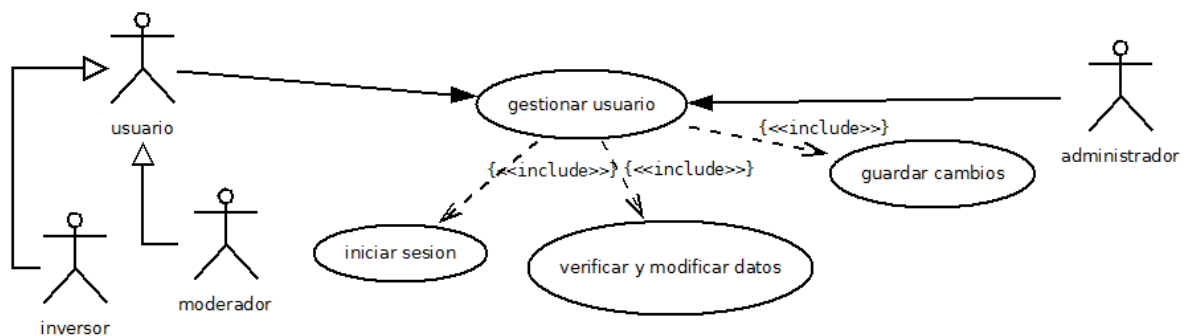 usuario
gestionar usuario
{<<include>>}
administrador
{<<include>>}
{<<include>>}
guardar cambios
iniciar sesion
verificar y modificar datos
moderador
inversor